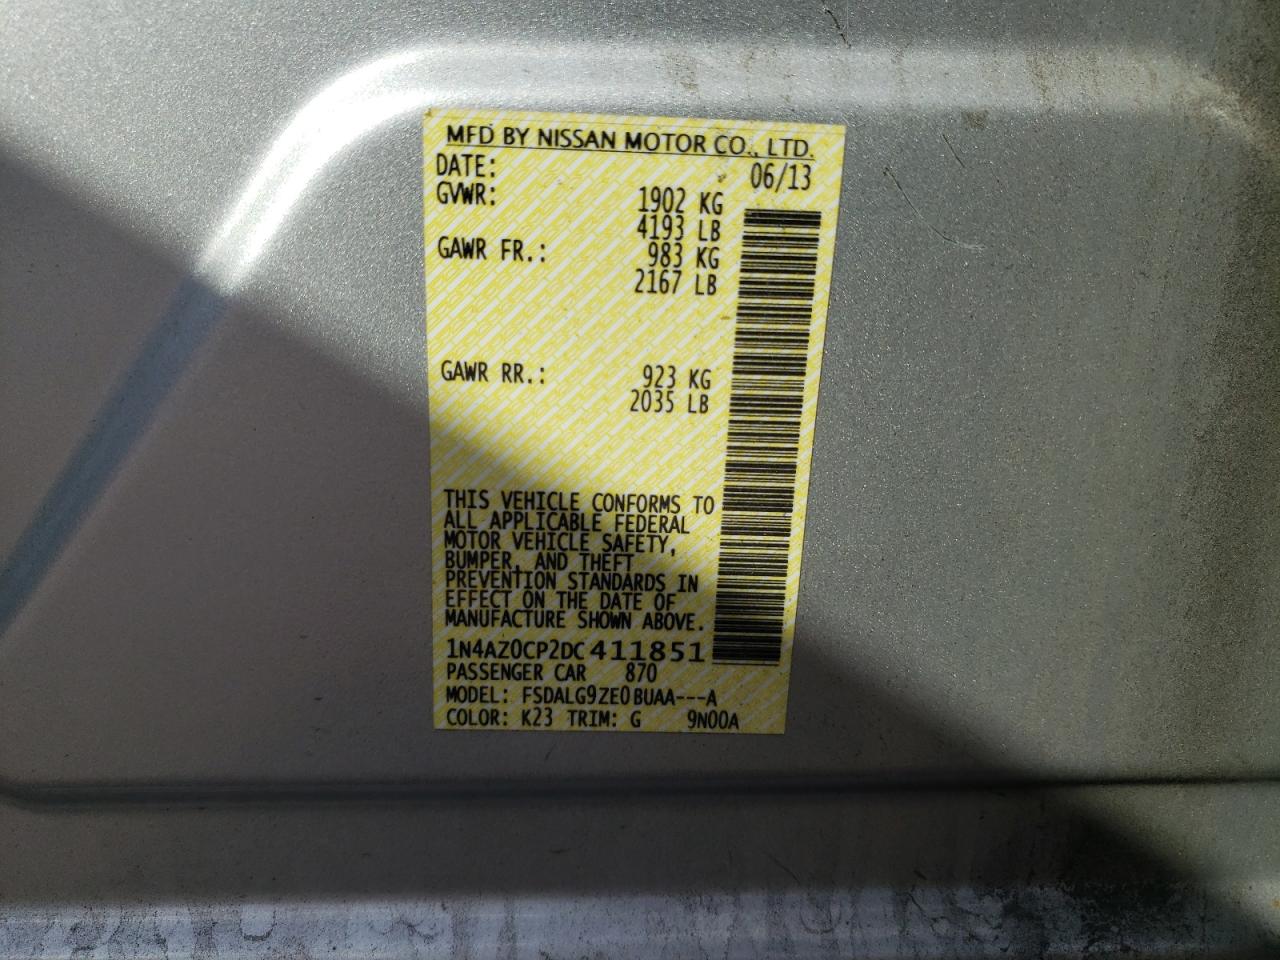 MFD BY NISSAN MOTOR CO., LTD.
DATE: 06/13
GVWR: 1902 KG
4193 LB
GAWR FR.: 983 KG
2167 LB
GAWR RR.: 923 KG
2035 LB
THIS VEHICLE CONFORMS TO
ALL APPLICABLE FEDERAL
MOTOR VEHICLE SAFETY,
BUMPER, AND THEFT
PREVENTION STANDARDS IN
EFFECT ON THE DATE OF
MANUFACTURE SHOWN ABOVE.
1N4AZ0CP2DC411851
PASSENGER CAR 870
MODEL: FSDALG9ZE0BUAA---A
COLOR: K23 TRIM: G 9N00A